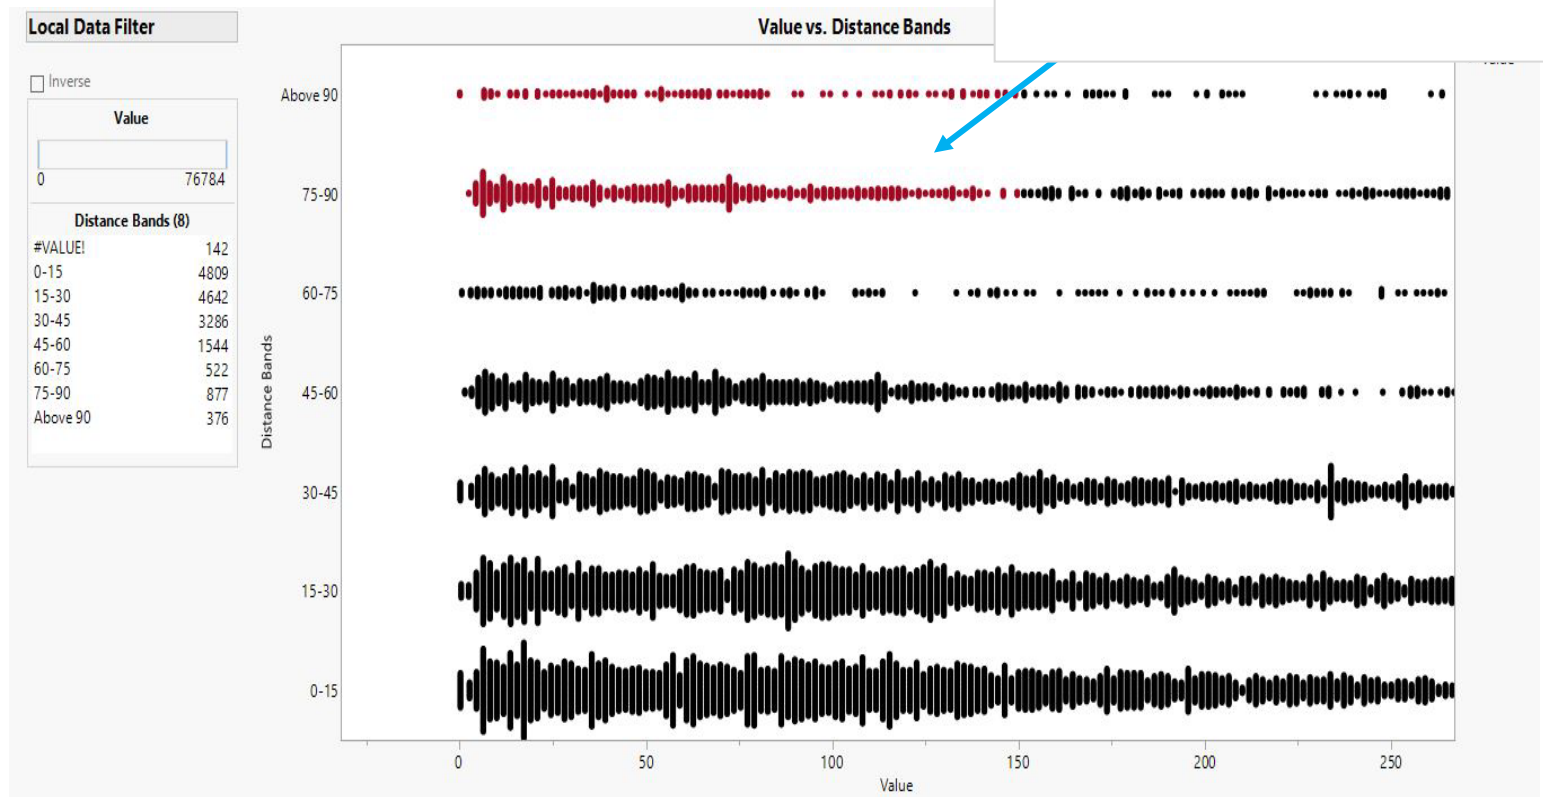 Local Data Filter
Inverse
Value
0 7678.4
Distance Bands (8)
#VALUE! 142
0-15 4809
15-30 4642
30-45 3286
45-60 1544
60-75 522
75-90 877
Above 90 376
Value vs. Distance Bands
Above 90
75-90
60-75
45-60
30-45
15-30
0-15
Distance Bands
0 50 100 150 200 250
Value